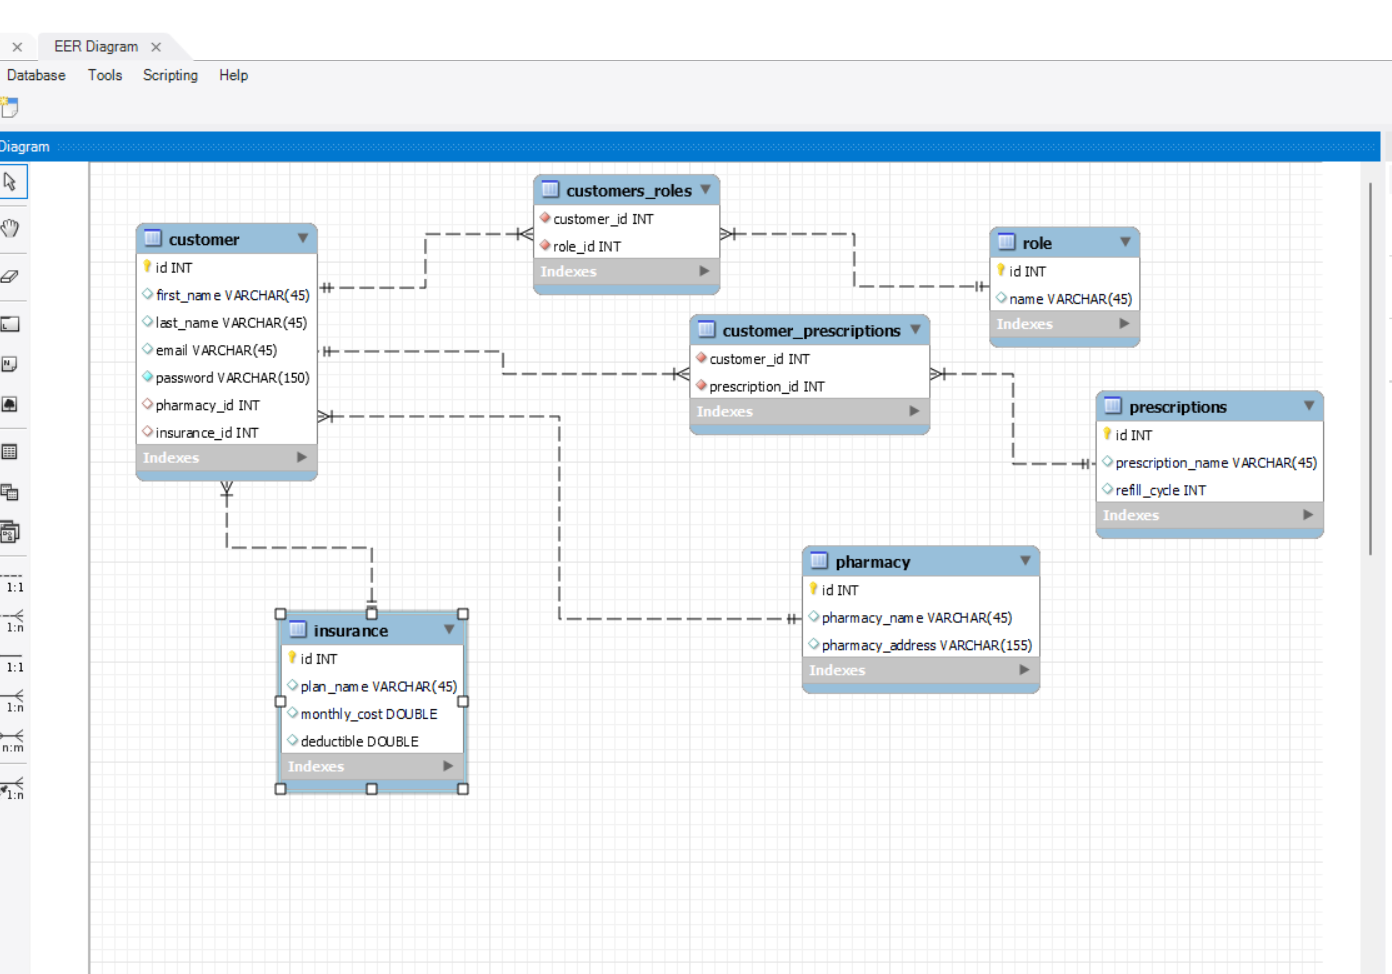 EER Diagram
Database Tools Scripting Help
Diagram
customers_roles
customer_id INT
role_id INT
Indexes
customer
id INT
first_name VARCHAR(45)
last_name VARCHAR(45)
email VARCHAR(45)
password VARCHAR(150)
pharmacy_id INT
insurance_id INT
Indexes
role
id INT
name VARCHAR(45)
Indexes
customer_prescriptions
customer_id INT
prescription_id INT
Indexes
prescriptions
id INT
prescription_name VARCHAR(45)
refill_cycle INT
Indexes
pharmacy
id INT
pharmacy_name VARCHAR(45)
pharmacy_address VARCHAR(155)
Indexes
insurance
id INT
plan_name VARCHAR(45)
monthly_cost DOUBLE
deductible DOUBLE
Indexes
1:1
1:n
1:1
1:n
n:m
1:n